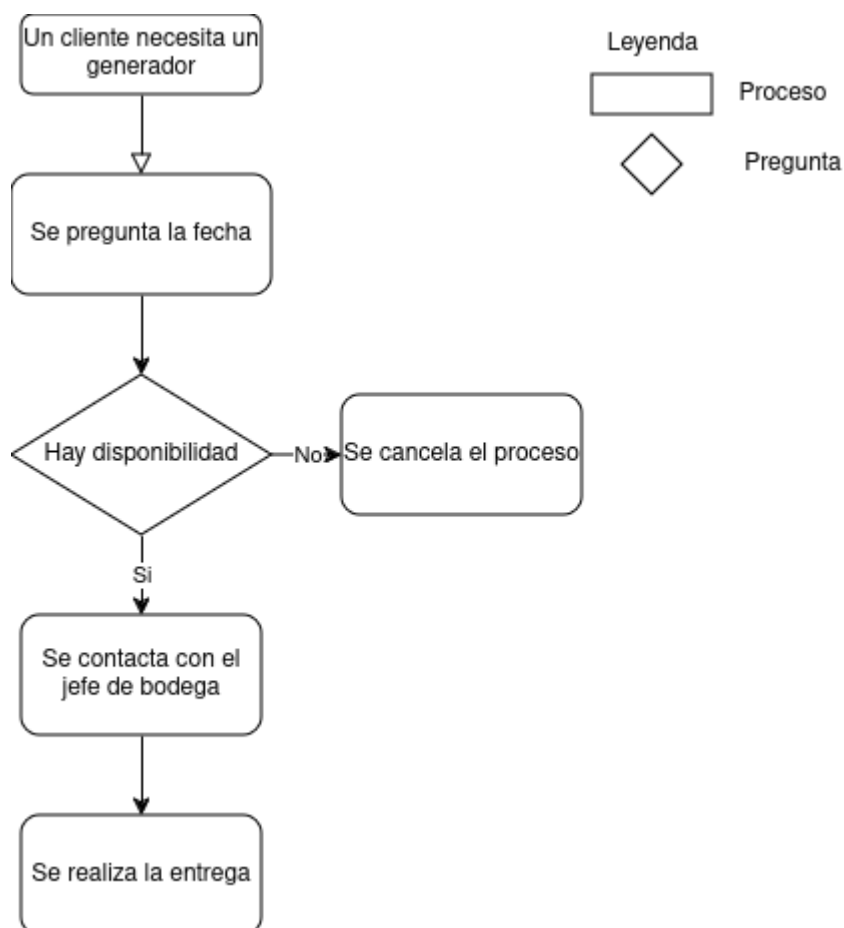 Un cliente necesita un
generador
Leyenda
Proceso
Pregunta
Se pregunta la fecha
Hay disponibilidad
No
Se cancela el proceso
Si
Se contacta con el
jefe de bodega
Se realiza la entrega